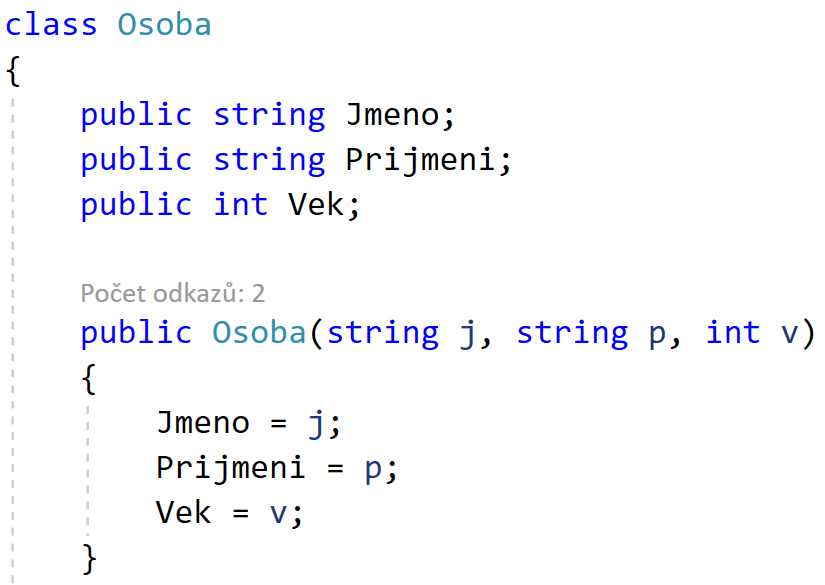 class Osoba
{
public string Jmeno;
public string Prijmeni;
public int Vek;
Počet odkazů: 2
public Osoba(string j, string p, int v)
{
Jmeno = j;
Prijmeni = p;
Vek = v;
}